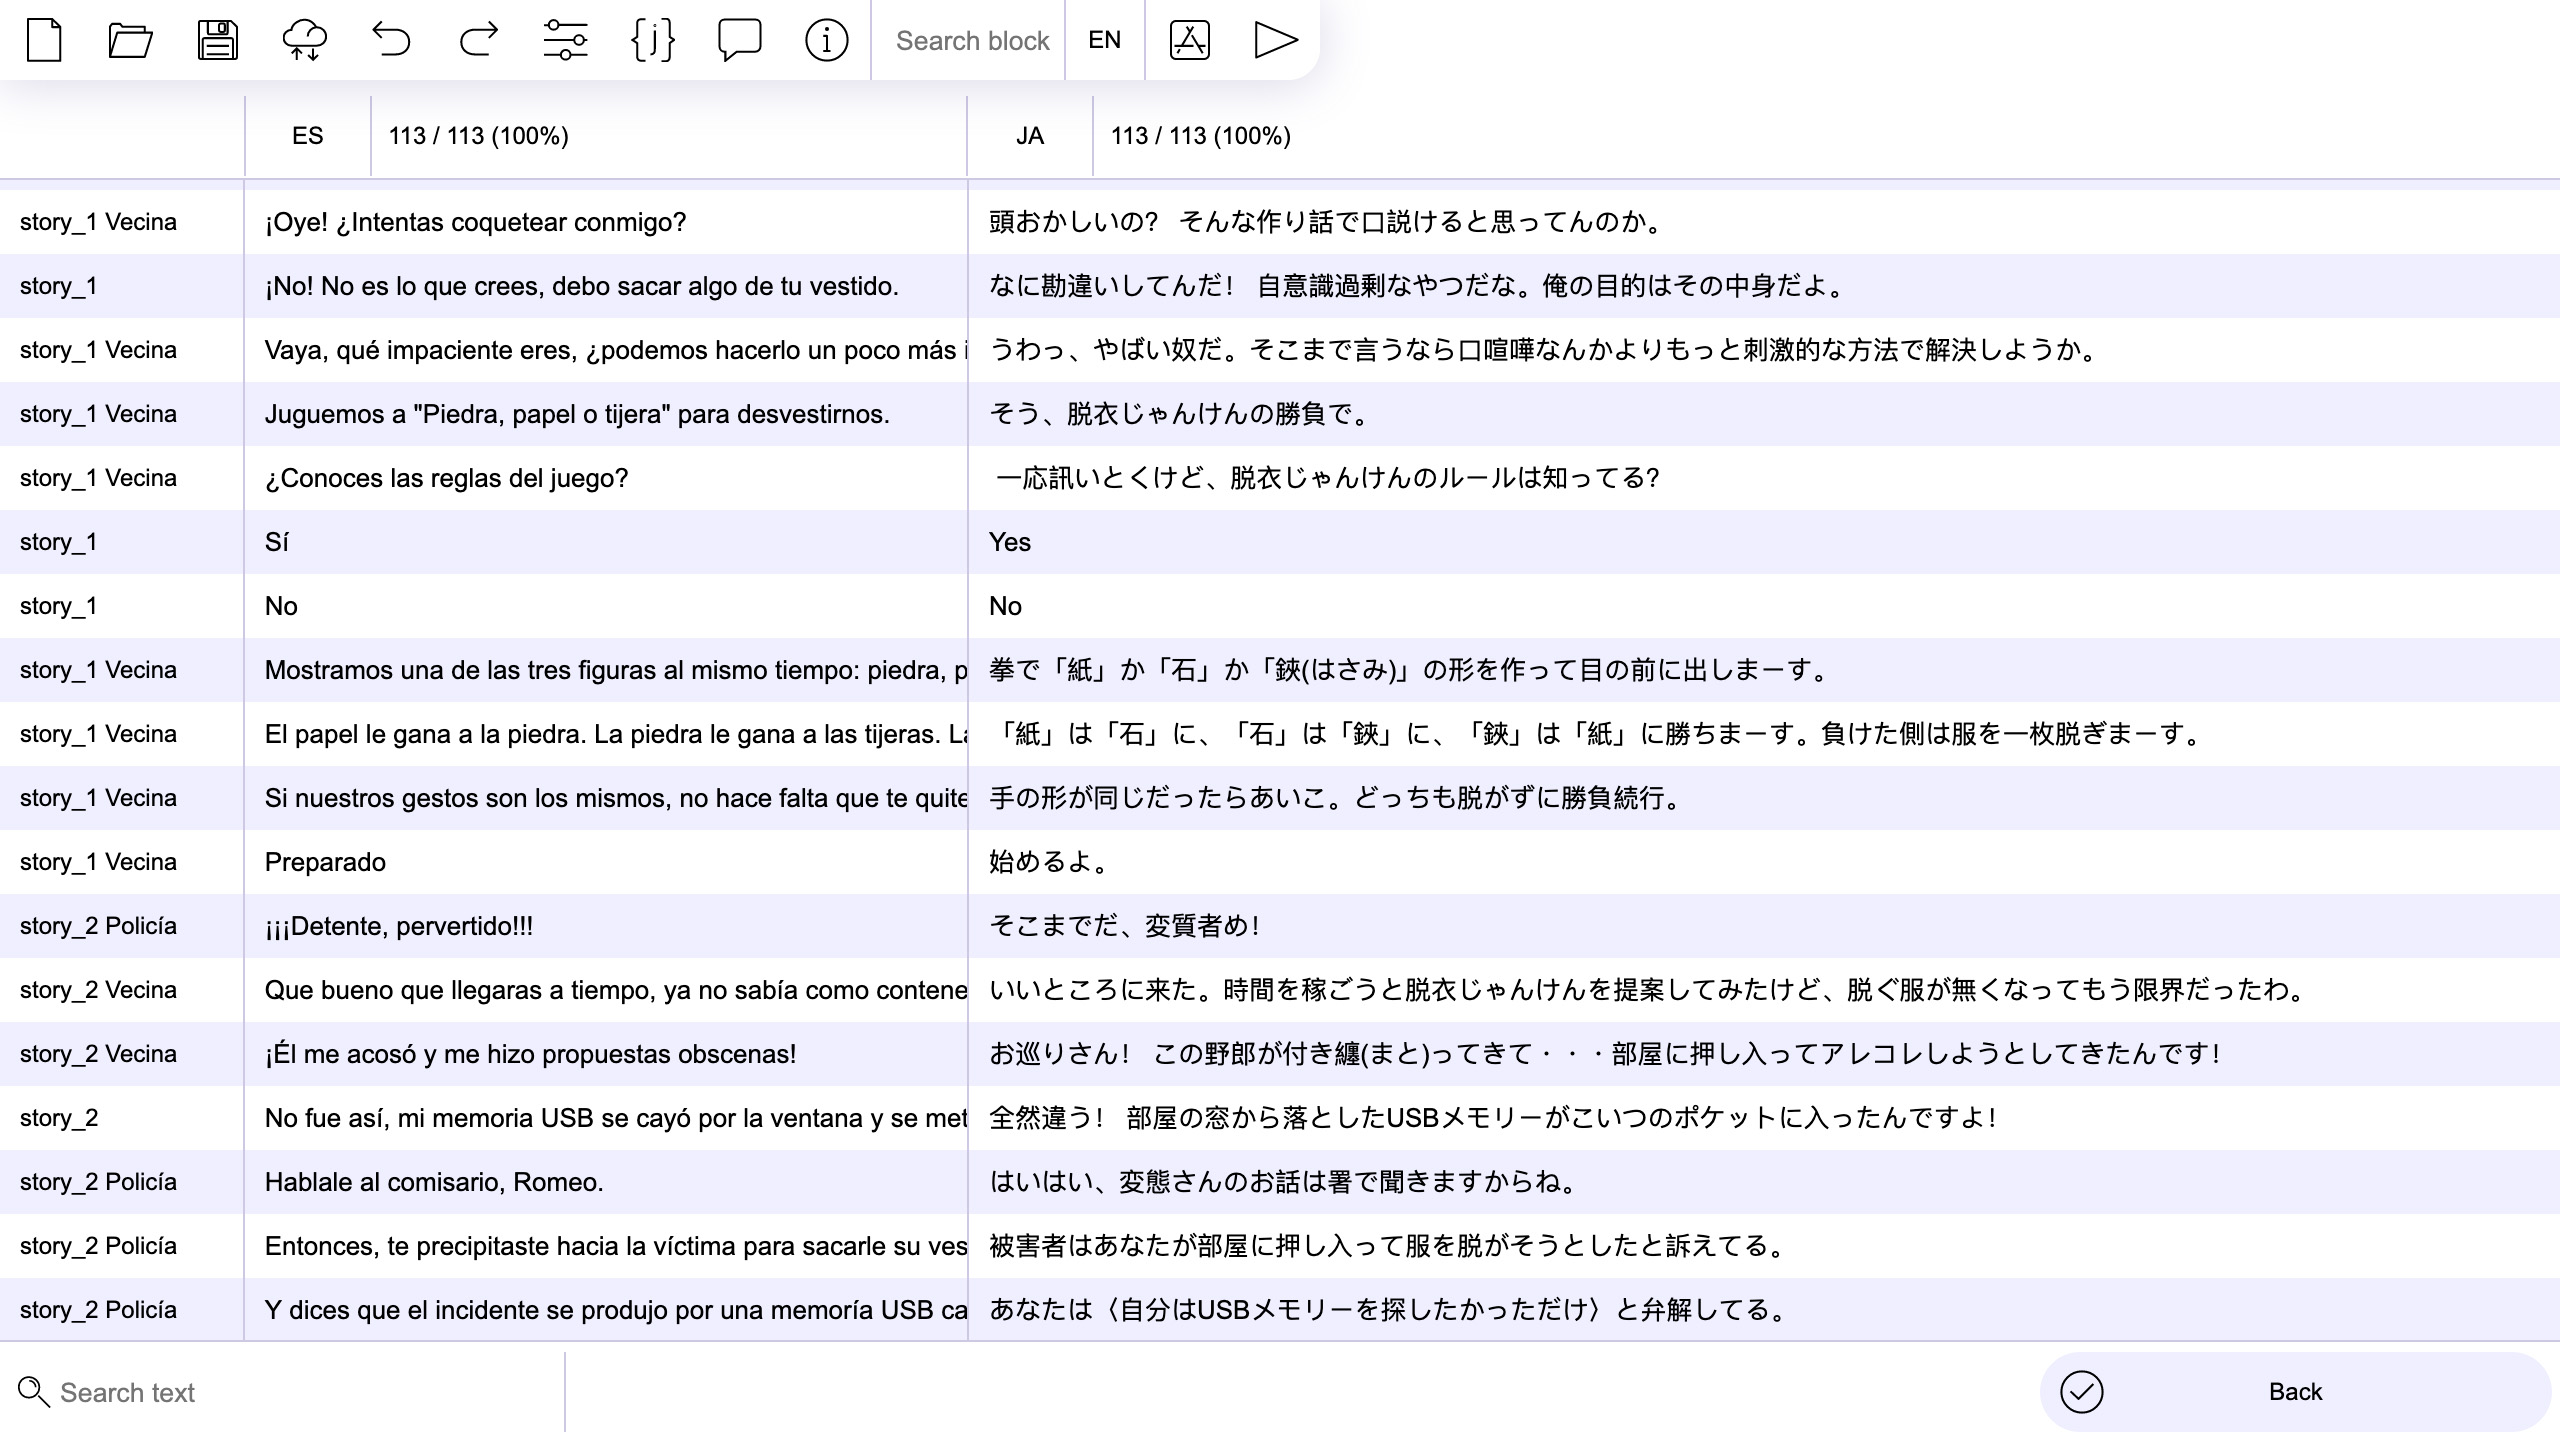 Search block EN
ES 113 / 113 (100%) JA 113 / 113 (100%)
story_1 Vecina ¡Oye! ¿Intentas coquetear conmigo? 頭おかしいの? そんな作り話で口説けると思ってんのか。
story_1 ¡No! No es lo que crees, debo sacar algo de tu vestido. なに勘違いしてんだ! 自意識過剰なやつだな。俺の目的はその中身だよ。
story_1 Vecina Vaya, qué impaciente eres, ¿podemos hacerlo un poco más うわっ、やばい奴だ。そこまで言うなら口喧嘩なんかよりもっと刺激的な方法で解決しようか。
story_1 Vecina Juguemos a "Piedra, papel o tijera" para desvestirnos. そう、脱衣じゃんけんの勝負で。
story_1 Vecina ¿Conoces las reglas del juego? 一応訊いとくけど、脱衣じゃんけんのルールは知ってる?
story_1 Sí Yes
story_1 No No
story_1 Vecina Mostramos una de las tres figuras al mismo tiempo: piedra, p 拳で「紙」か「石」か「鋏(はさみ)」の形を作って目の前に出しまーす。
story_1 Vecina El papel le gana a la piedra. La piedra le gana a las tijeras. La 「紙」は「石」に、「石」は「鋏」に、「鋏」は「紙」に勝ちまーす。負けた側は服を一枚脱ぎまーす。
story_1 Vecina Si nuestros gestos son los mismos, no hace falta que te quite 手の形が同じだったらあいこ。どっちも脱がずに勝負続行。
story_1 Vecina Preparado 始めるよ。
story_2 Policía ¡¡¡Detente, pervertido!!! そこまでだ、変質者め!
story_2 Vecina Que bueno que llegaras a tiempo, ya no sabía como contene いいところに来た。時間を稼ごうと脱衣じゃんけんを提案してみたけど、脱ぐ服が無くなってもう限界だったわ。
story_2 Vecina ¡Él me acosó y me hizo propuestas obscenas! お巡りさん! この野郎が付き纏(まと)ってきて・・・部屋に押し入ってアレコレしようとしてきたんです!
story_2 No fue así, mi memoria USB se cayó por la ventana y se met 全然違う! 部屋の窓から落としたUSBメモリーがこいつのポケットに入ったんですよ!
story_2 Policía Hablale al comisario, Romeo. はいはい、変態さんのお話は署で聞きますからね。
story_2 Policía Entonces, te precipitaste hacia la víctima para sacarle su ves 被害者はあなたが部屋に押し入って服を脱がそうとしたと訴えてる。
story_2 Policía Y dices que el incidente se produjo por una memoría USB ca あなたは〈自分はUSBメモリーを探したかっただけ〉と弁解してる。
Search text Back